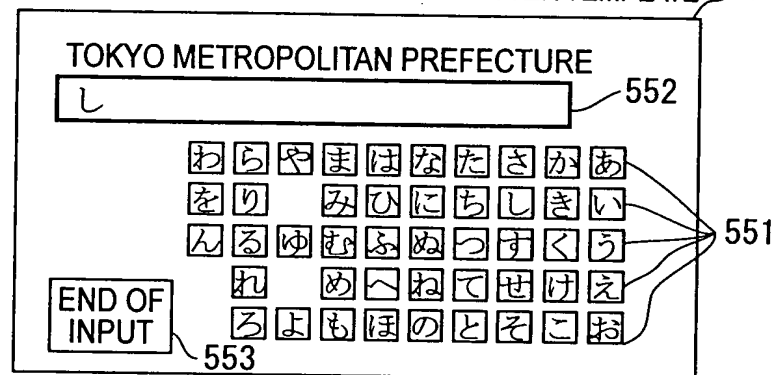 TOKYO METROPOLITAN PREFECTURE
し
552
わ ら や ま は な た さ か あ
を り み ひ に ち し き い
ん る ゆ む ふ ぬ つ す く う
551
れ め へ ね て せ け え
ろ よ も ほ の と そ こ お
END OF
INPUT
553